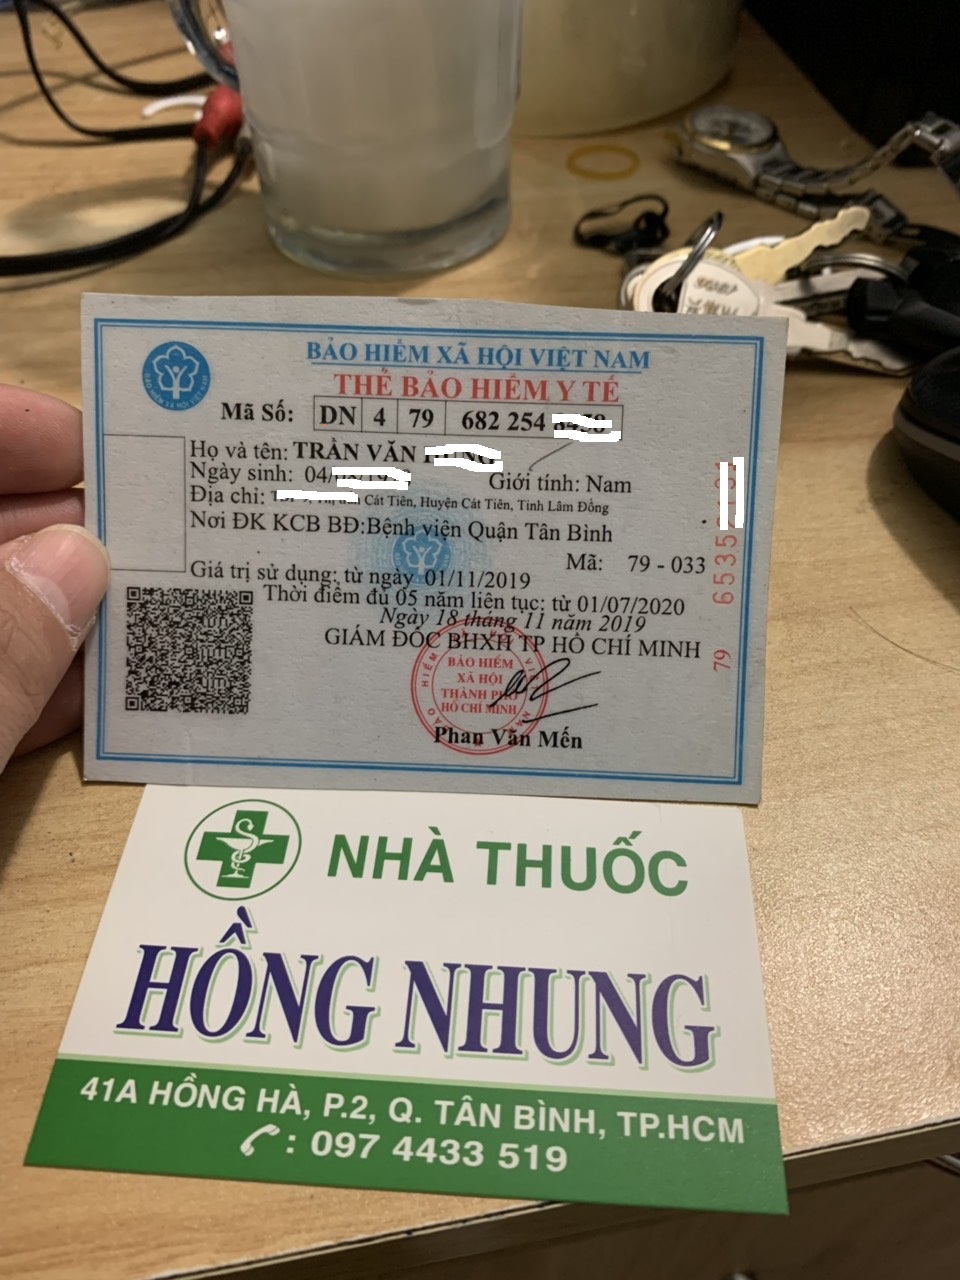 BẢO HIỂM XÃ HỘI VIỆT NAM
THẺ BẢO HIỂM Y TẾ
Mã Số: DN 4 79 682 254
Họ và tên: TRẦN VĂN
Ngày sinh: 04/
Giới tính: Nam
Địa chỉ: Cát Tiên, Huyện Cát Tiên, Tỉnh Lâm Đồng
Nơi ĐK KCB BĐ:Bệnh viện Quận Tân Bình
Mã: 79 - 033
Giá trị sử dụng: từ ngày 01/11/2019
Thời điểm đủ 05 năm liên tục: từ 01/07/2020
Ngày 18 tháng 11 năm 2019
GIÁM ĐỐC BHXH TP HỒ CHÍ MINH
BẢO HIỂM
XÃ HỘI
THÀNH PHỐ
HỒ CHÍ MINH
Phan Văn Mến
79 6535
NHÀ THUỐC
HỒNG NHUNG
41A HỒNG HÀ, P.2, Q. TÂN BÌNH, TP.HCM
: 097 4433 519